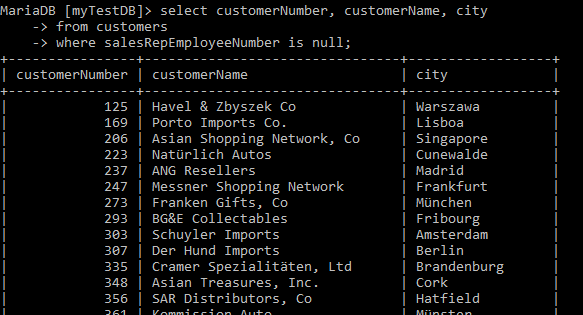 MariaDB [myTestDB]> select customerNumber, customerName, city
-> from customers
-> where salesRepEmployeeNumber is null;
+----------------+--------------------------------+-----------------+
| customerNumber | customerName | city |
+----------------+--------------------------------+-----------------+
| 125 | Havel & Zbyszek Co | Warszawa
| 169 | Porto Imports Co. | Lisboa
| 206 | Asian Shopping Network, Co | Singapore
| 223 | Natürlich Autos | Cunewalde
| 237 | ANG Resellers | Madrid
| 247 | Messner Shopping Network | Frankfurt
| 273 | Franken Gifts, Co | München
| 293 | BG&E Collectables | Fribourg
| 303 | Schuyler Imports | Amsterdam
| 307 | Der Hund Imports | Berlin
| 335 | Cramer Spezialitäten, Ltd | Brandenburg
| 348 | Asian Treasures, Inc. | Cork
| 356 | SAR Distributors, Co | Hatfield
| 361 | Kommission Auto | Münster